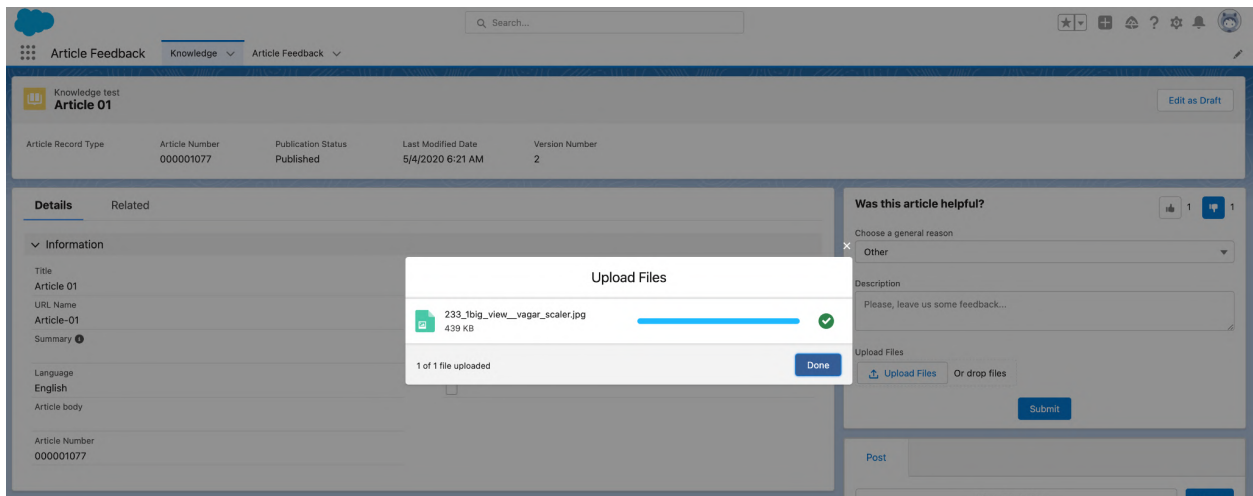 Search...
Article Feedback
Knowledge
Article Feedback
Knowledge test
Article 01
Edit as Draft
Article Record Type
Article Number
000001077
Publication Status
Published
Last Modified Date
5/4/2020 6:21 AM
Version Number
2
Details
Related
Information
Title
Article 01
URL Name
Article-01
Summary
Language
English
Article body
Article Number
000001077
Upload Files
233_1big_view__vagar_scaler.jpg
439 KB
1 of 1 file uploaded
Done
Was this article helpful?
1
1
Choose a general reason
Other
Description
Please, leave us some feedback...
Upload Files
Upload Files
Or drop files
Submit
Post